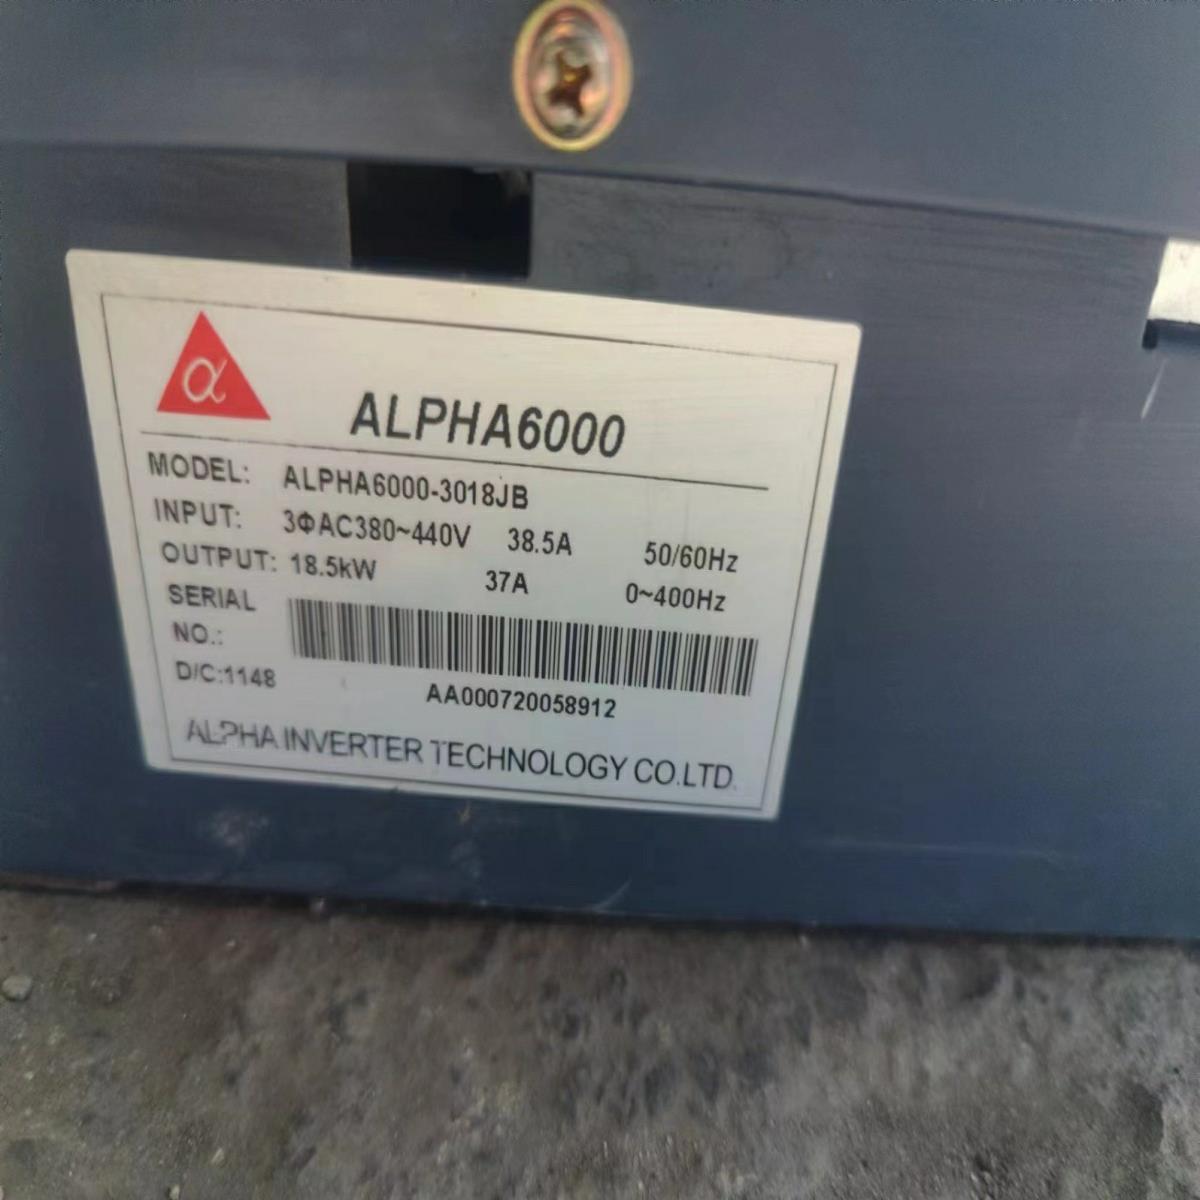 α
ALPHA6000
MODEL: ALPHA6000-3018JB
INPUT: 3ΦAC380~440V 38.5A 50/60Hz
OUTPUT: 18.5kW 37A 0~400Hz
SERIAL
NO.:
D/C:1148
AA000720058912
ALPHA INVERTER TECHNOLOGY CO.LTD.